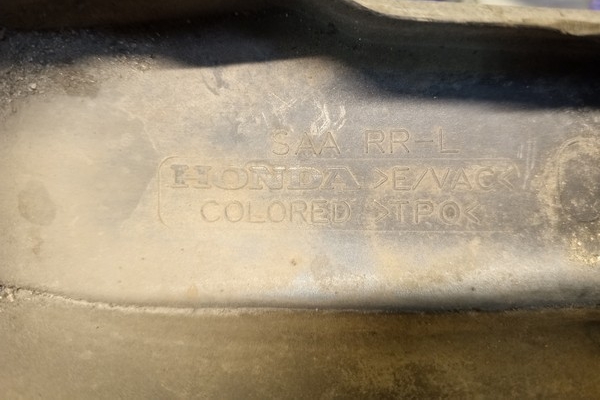 SAA RR-L
HONDA >E/VAC<
COLORED >TPO<